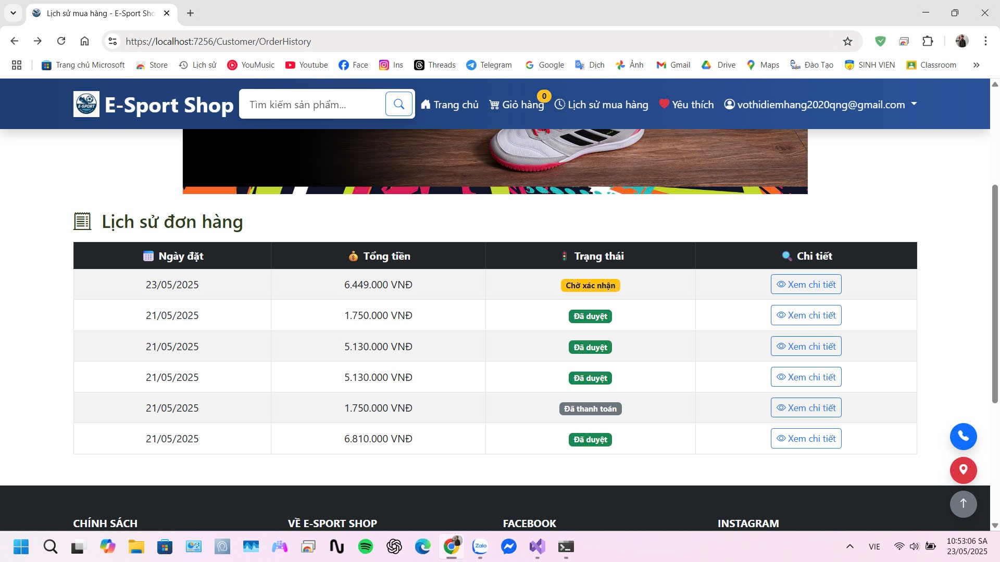 Lịch sử mua hàng - E-Sport Sho
https://localhost:7256/Customer/OrderHistory
Trang chủ Microsoft Store Lịch sử YouMusic Youtube Face Ins Threads Telegram Google Dịch Ảnh Gmail Drive Maps Đào Tạo SINH VIEN Classroom
E-SPORT E-Sport Shop Tìm kiếm sản phẩm... Trang chủ Giỏ hàng 0 Lịch sử mua hàng Yêu thích vothidiemhang2020qng@gmail.com
Lịch sử đơn hàng
Ngày đặt Tổng tiền Trạng thái Chi tiết
23/05/2025 6.449.000 VNĐ Chờ xác nhận Xem chi tiết
21/05/2025 1.750.000 VNĐ Đã duyệt Xem chi tiết
21/05/2025 5.130.000 VNĐ Đã duyệt Xem chi tiết
21/05/2025 5.130.000 VNĐ Đã duyệt Xem chi tiết
21/05/2025 1.750.000 VNĐ Đã thanh toán Xem chi tiết
21/05/2025 6.810.000 VNĐ Đã duyệt Xem chi tiết
CHÍNH SÁCH VỀ E-SPORT SHOP FACEBOOK INSTAGRAM
Zalo VIE 10:53:06 SA
23/05/2025